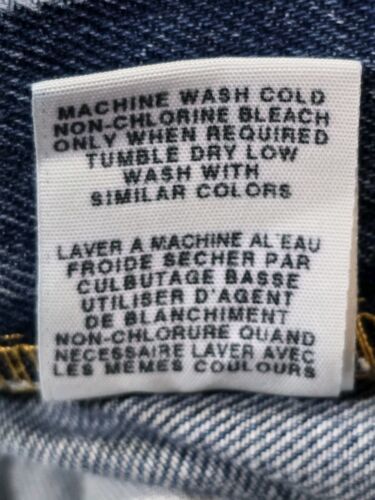 MACHINE WASH COLD
NON-CHLORINE BLEACH
ONLY WHEN REQUIRED
TUMBLE DRY LOW
WASH WITH
SIMILAR COLORS
LAVER A MACHINE AL'EAU
FROIDE SECHER PAR
CULBUTAGE BASSE
UTILISER D'AGENT
DE BLANCHIMENT
NON-CHLORURE QUAND
NECESSAIRE LAVER AVEC
LES MEMES COULOURS